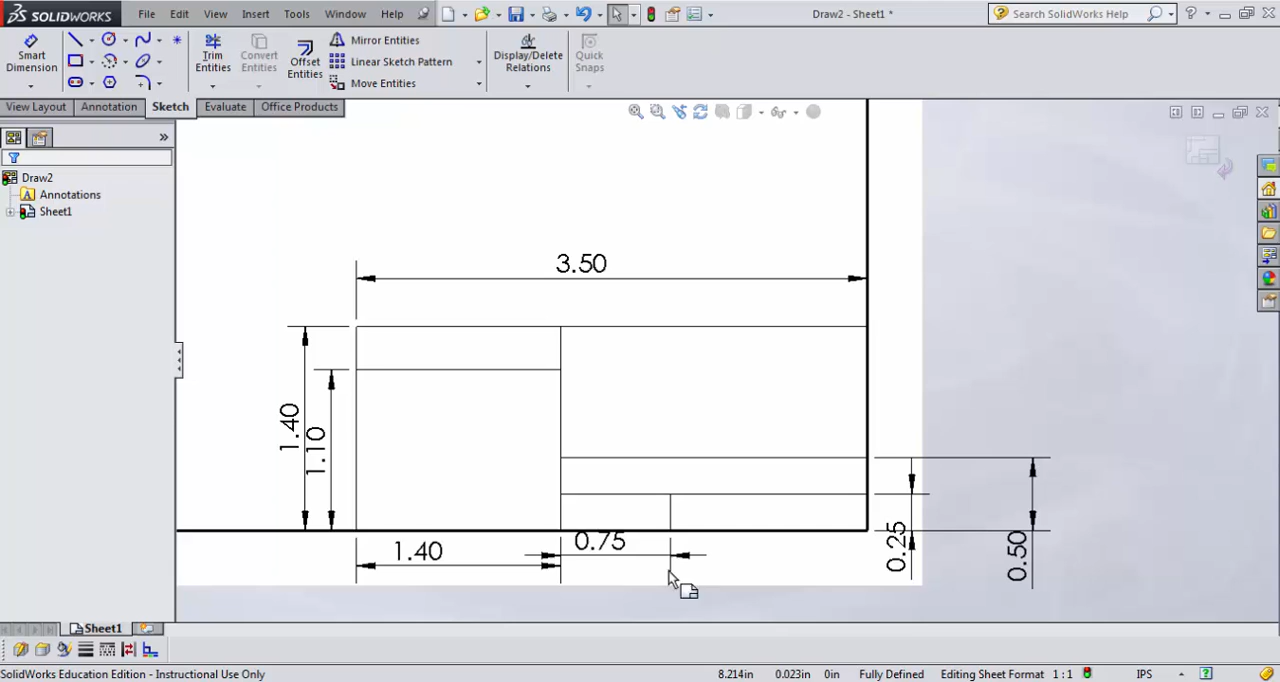 SOLIDWORKS File Edit View Insert Tools Window Help Draw2 - Sheet1 * Search SolidWorks Help
Smart Dimension
Trim Entities
Convert Entities
Offset Entities
Mirror Entities
Linear Sketch Pattern
Move Entities
Display/Delete Relations
Quick Snaps
View Layout Annotation Sketch Evaluate Office Products
Draw2
Annotations
Sheet1
3.50
1.40
1.10
1.40
0.75
0.25
0.50
Sheet1
SolidWorks Education Edition - Instructional Use Only 8.214in 0.023in 0in Fully Defined Editing Sheet Format 1 : 1 IPS